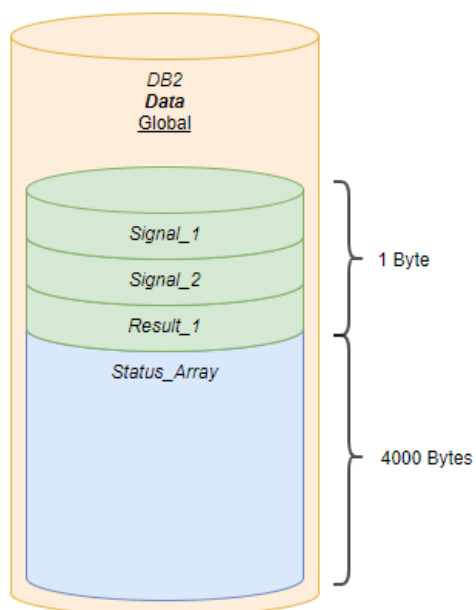 DB2
Data
Global
Signal_1
1 Byte
Signal_2
Result_1
Status_Array
4000 Bytes